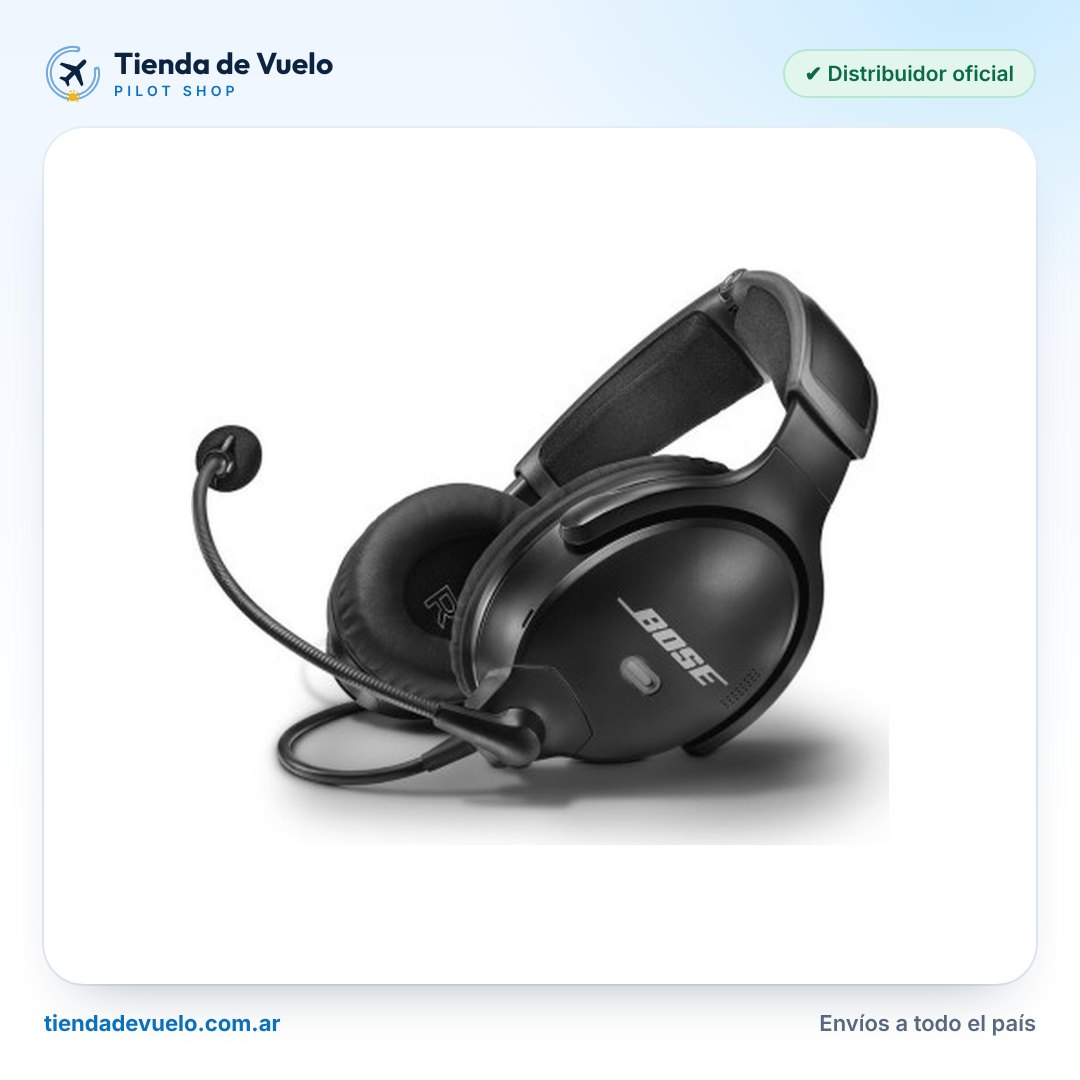 Tienda de Vuelo
PILOT SHOP
✔ Distribuidor oficial
R
BOSE
tiendadevuelo.com.ar
Envíos a todo el país